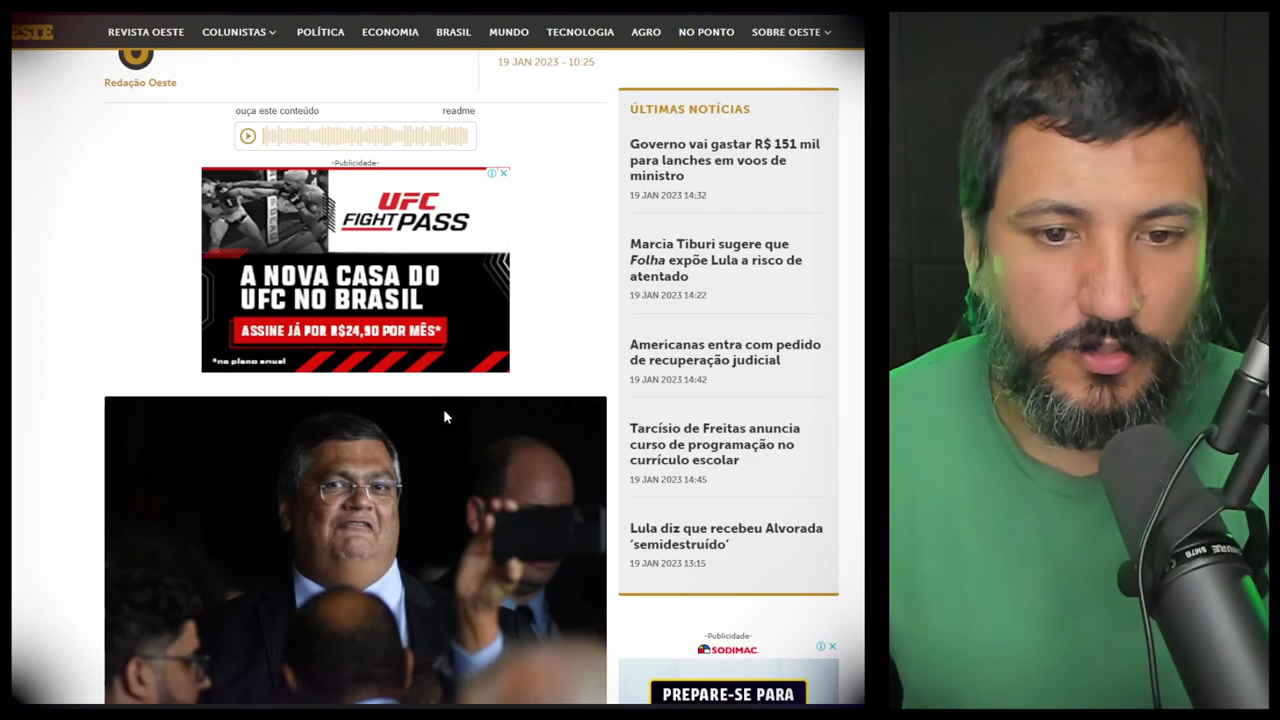 ESTE
REVISTA OESTE
COLUNISTAS
POLÍTICA
ECONOMIA
BRASIL
MUNDO
TECNOLOGIA
AGRO
NO PONTO
SOBRE OESTE
Redação Oeste
19 JAN 2023 - 10:25
ouça este conteúdo
readme
-Publicidade-
UFC
FIGHT PASS
A NOVA CASA DO
UFC NO BRASIL
ASSINE JÁ POR R$24,90 POR MÊS*
*no plano anual
ÚLTIMAS NOTÍCIAS
Governo vai gastar R$ 151 mil
para lanches em voos de
ministro
19 JAN 2023 14:32
Marcia Tiburi sugere que
Folha expõe Lula a risco de
atentado
19 JAN 2023 14:22
Americanas entra com pedido
de recuperação judicial
19 JAN 2023 14:42
Tarcísio de Freitas anuncia
curso de programação no
currículo escolar
19 JAN 2023 14:45
Lula diz que recebeu Alvorada
‘semidestruído’
19 JAN 2023 13:15
-Publicidade-
SODIMAC
PREPARE-SE PARA
SHURE SM7B